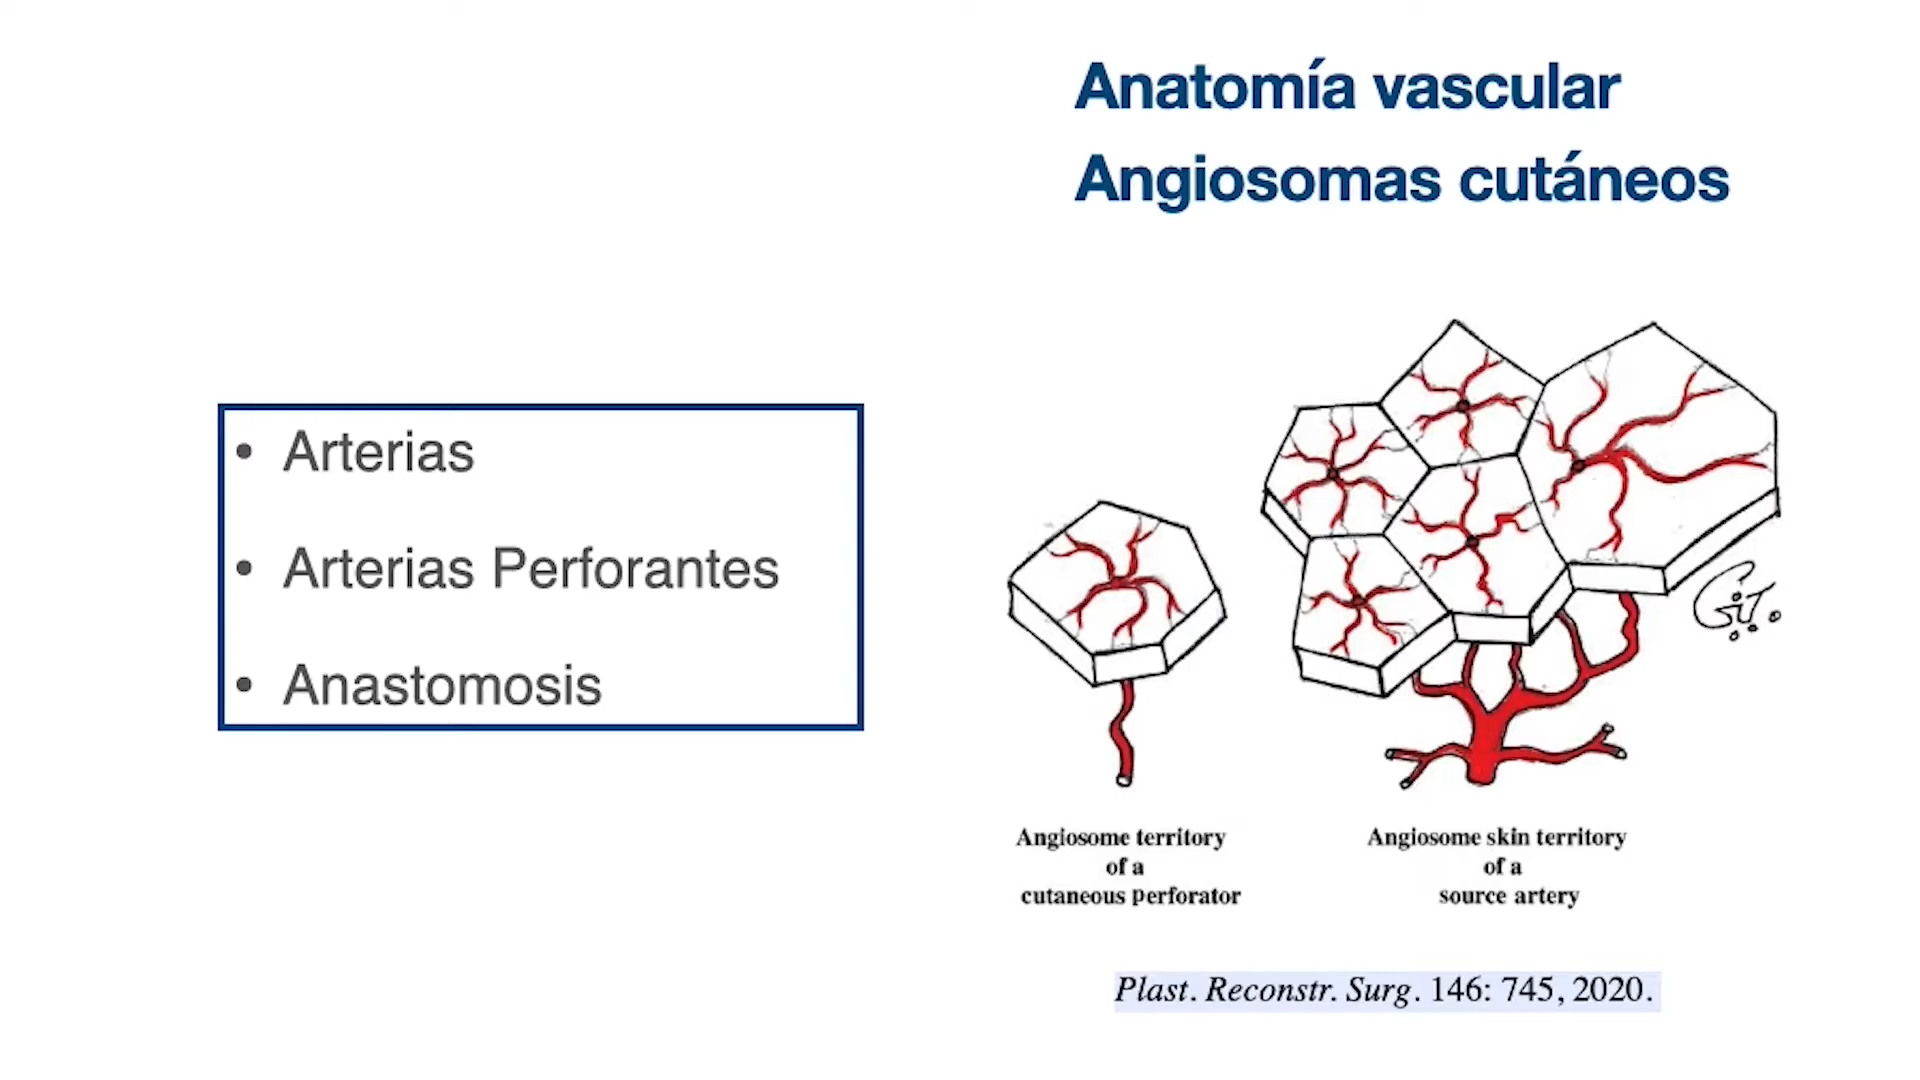 Anatomía vascular
Angiosomas cutáneos
• Arterias
• Arterias Perforantes
• Anastomosis
Angiosome territory
of a
cutaneous perforator
Angiosome skin territory
of a
source artery
Plast. Reconstr. Surg. 146: 745, 2020.